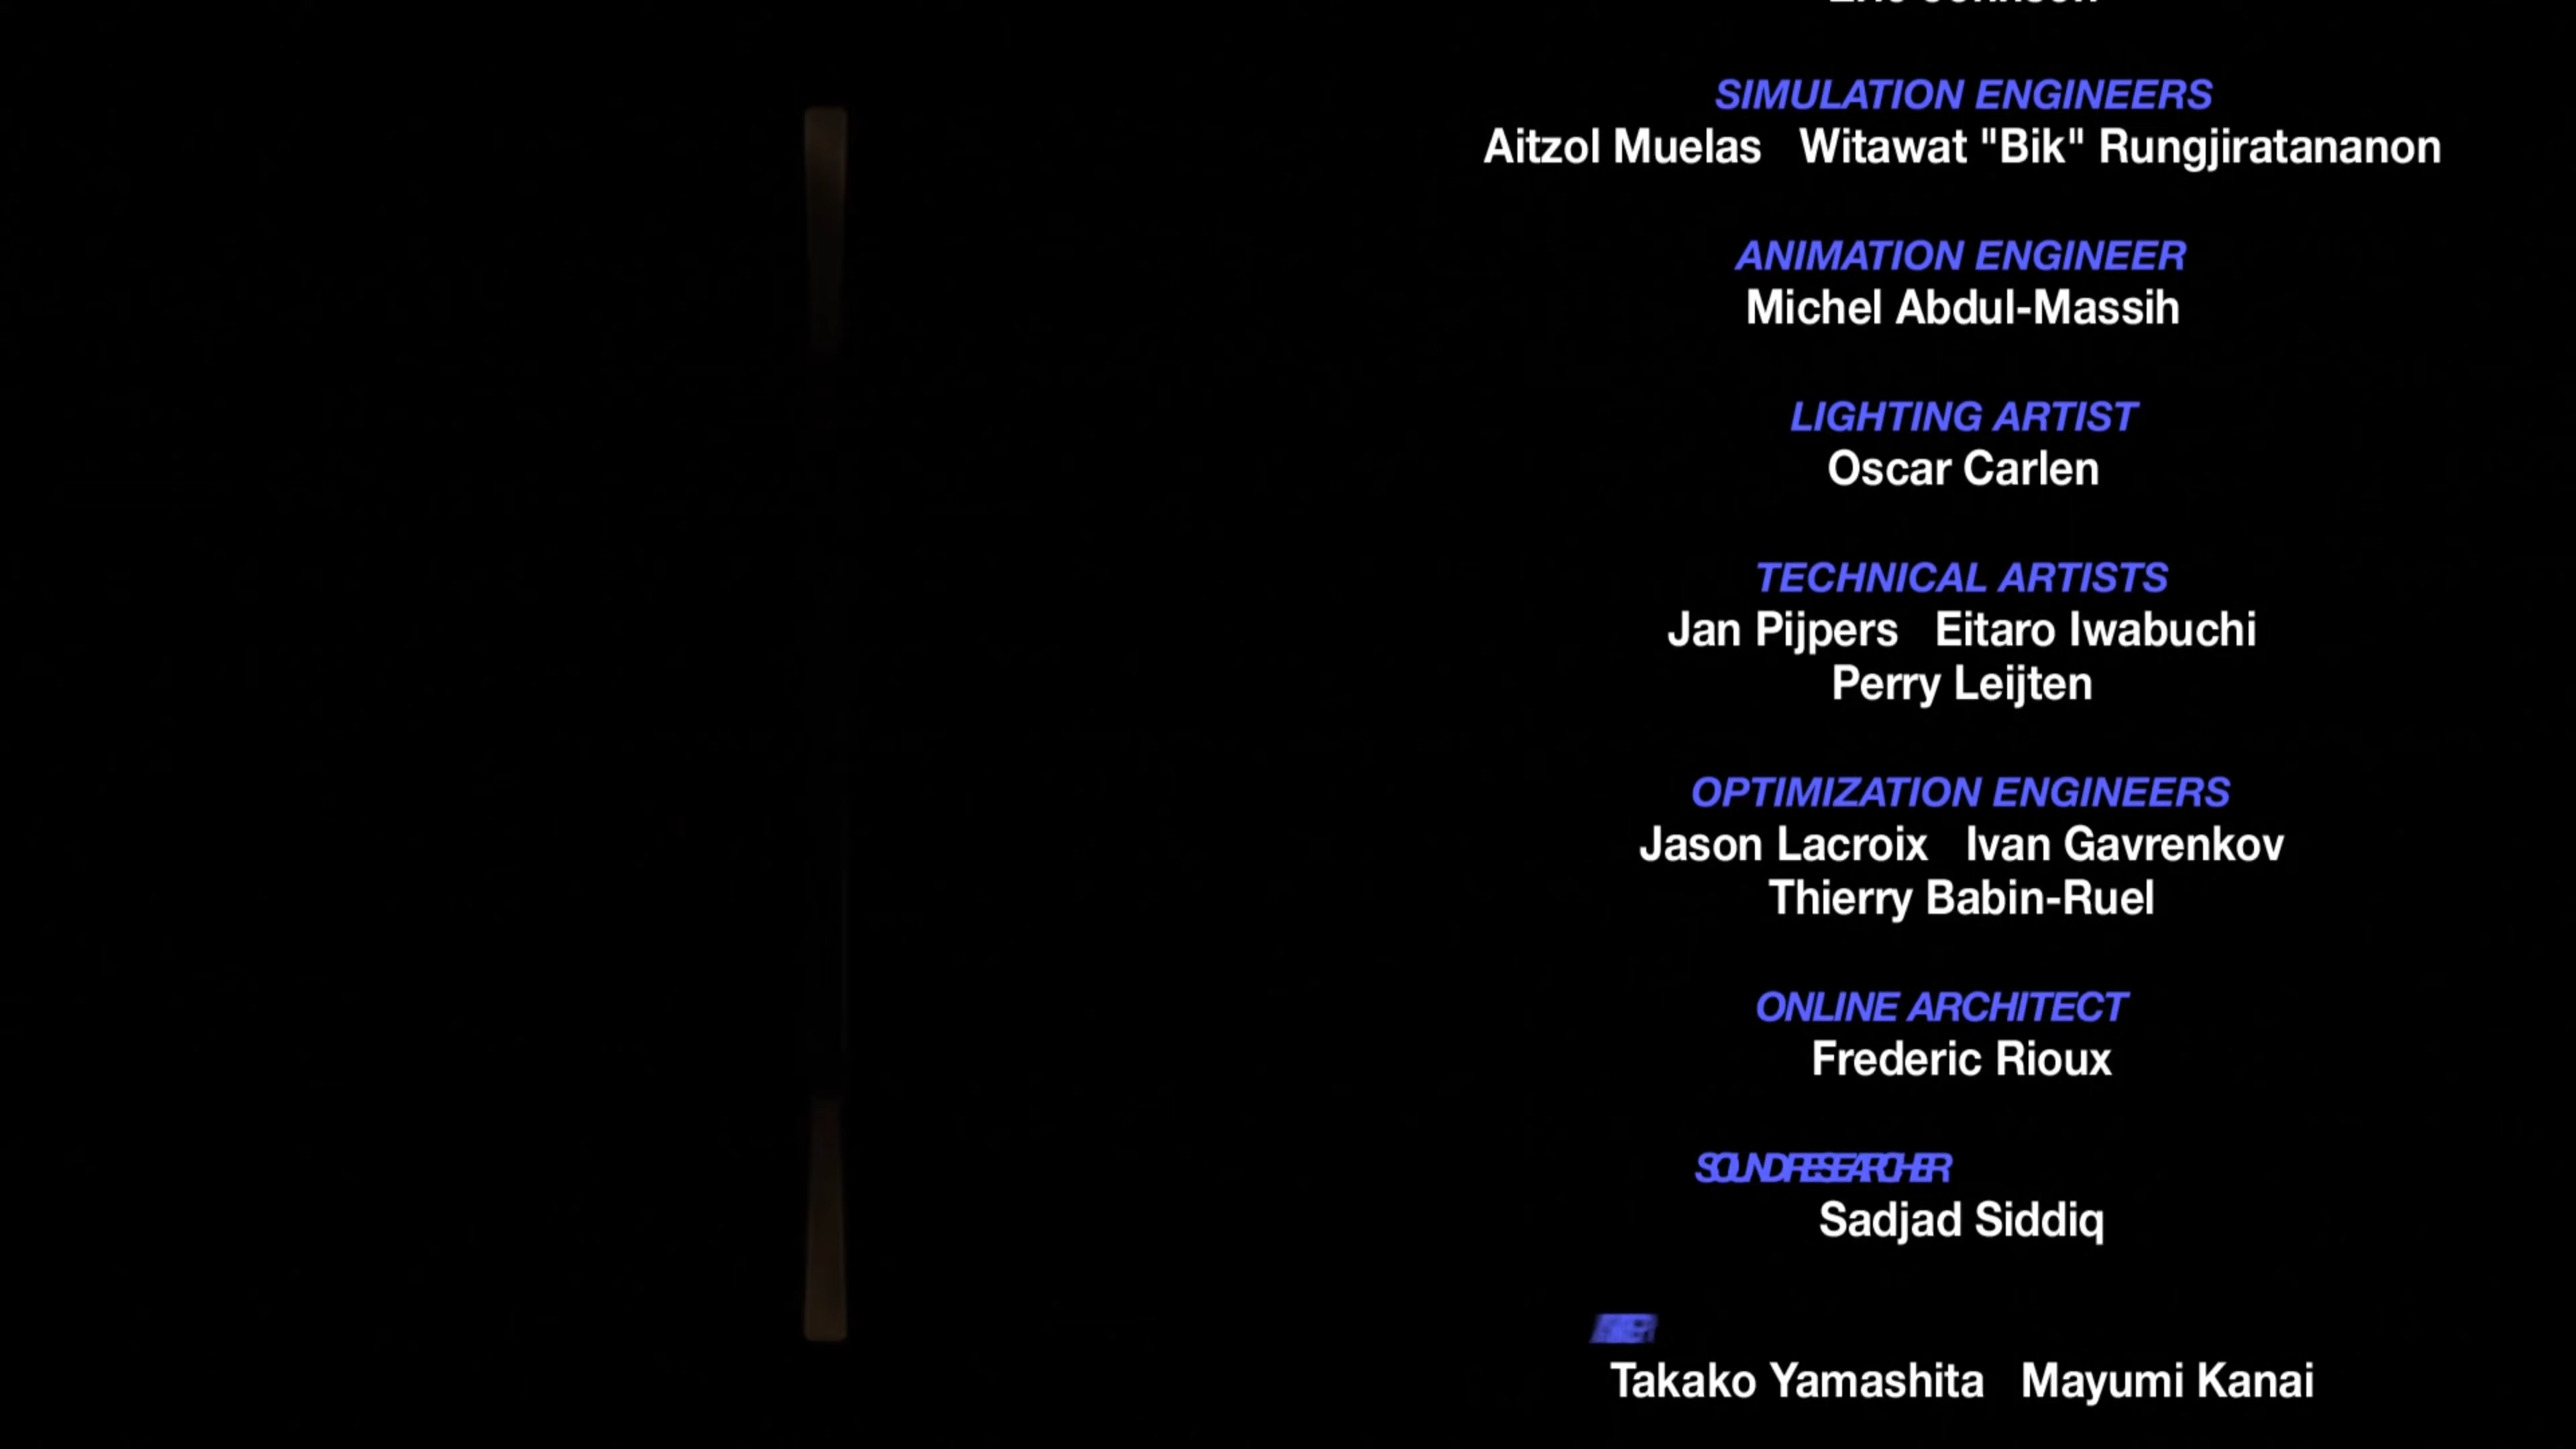 SIMULATION ENGINEERS
Aitzol Muelas Witawat "Bik" Rungjiratananon
ANIMATION ENGINEER
Michel Abdul-Massih
LIGHTING ARTIST
Oscar Carlen
TECHNICAL ARTISTS
Jan Pijpers Eitaro Iwabuchi
Perry Leijten
OPTIMIZATION ENGINEERS
Jason Lacroix Ivan Gavrenkov
Thierry Babin-Ruel
ONLINE ARCHITECT
Frederic Rioux
SOUND RESEARCHER
Sadjad Siddiq
Takako Yamashita Mayumi Kanai